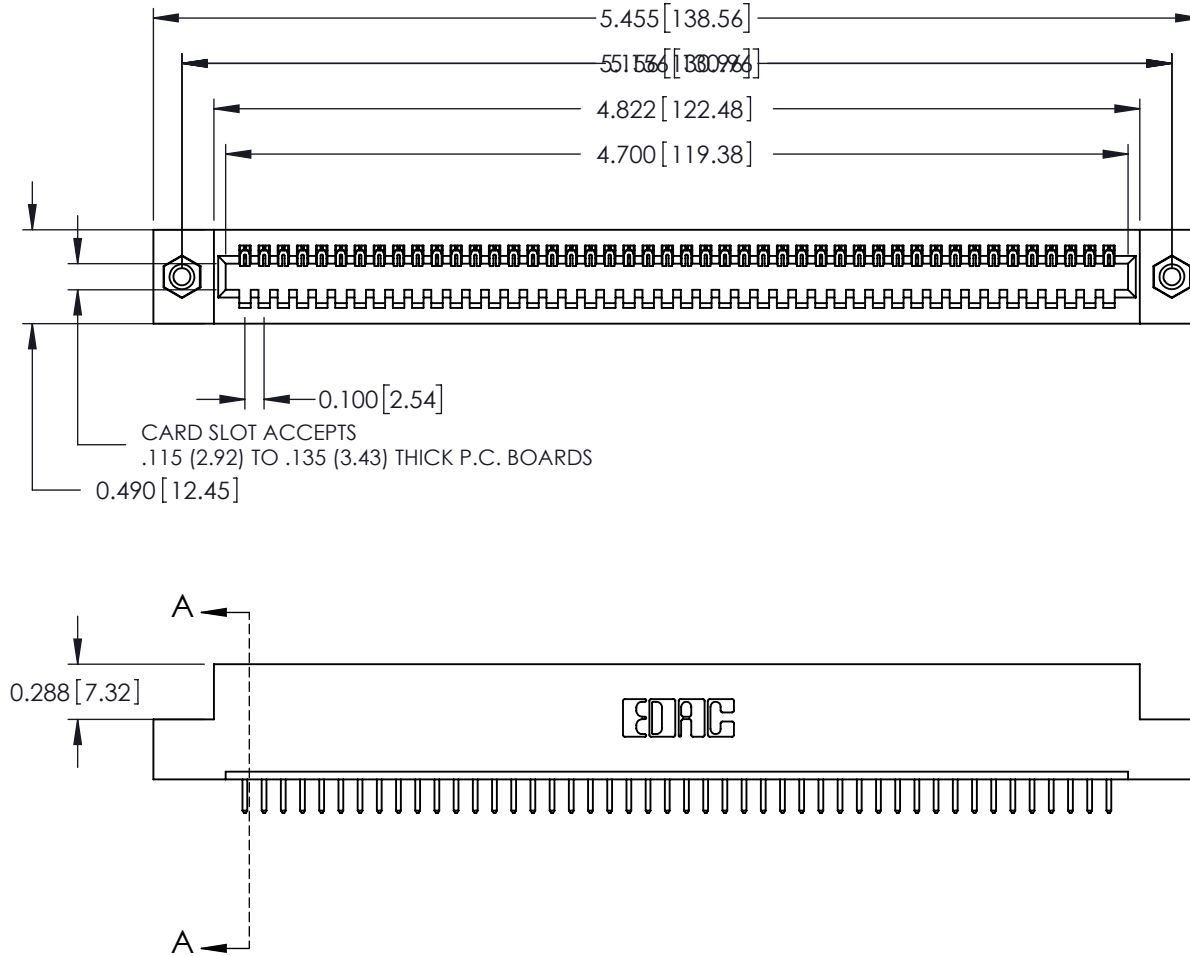 5.455[138.56]
4.822[122.48]
4.700[119.38]
0.100[2.54]
CARD SLOT ACCEPTS
.115 (2.92) TO .135 (3.43) THICK P.C. BOARDS
0.490[12.45]
A
0.288[7.32]
EDAC
A